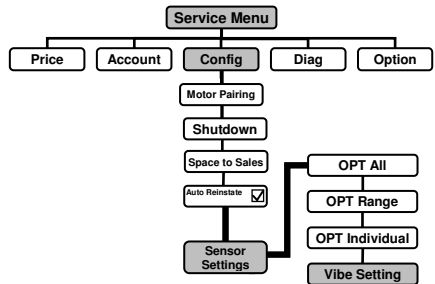 Service Menu
Price
Account
Config
Diag
Option
Motor Pairing
Shutdown
Space to Sales
Auto Reinstate
Sensor
Settings
OPT All
OPT Range
OPT Individual
Vibe Setting